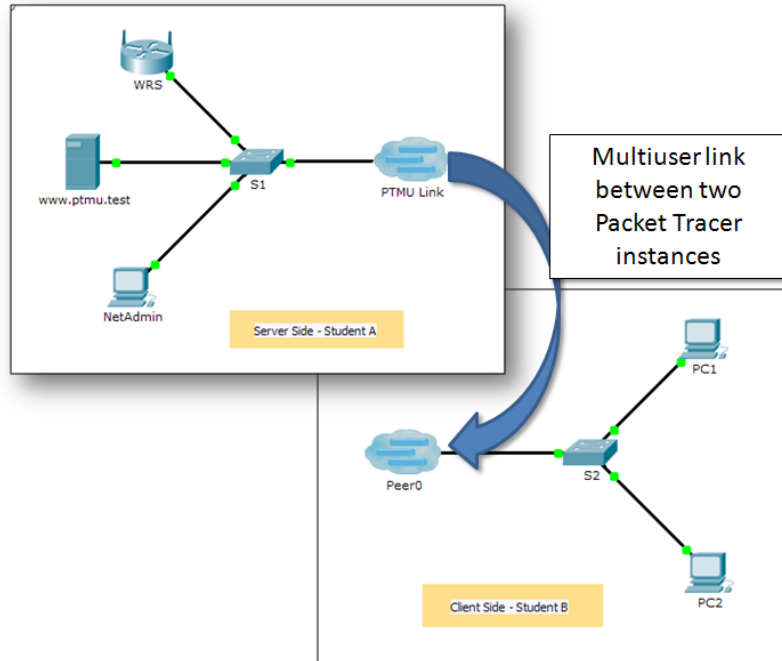 WRS
S1
www.ptmu.test
PTMU Link
NetAdmin
Server Side - Student A
Multiuser link
between two
Packet Tracer
instances
PC1
Peer0
S2
PC2
Client Side - Student B